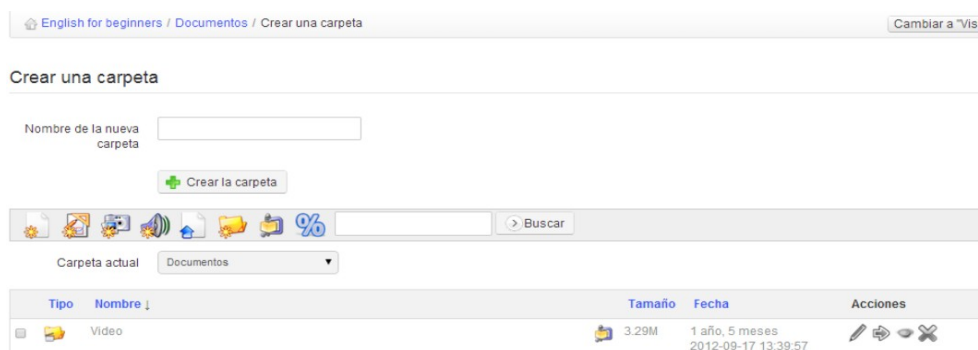 English for beginners / Documentos / Crear una carpeta
Cambiar a "Vis
Crear una carpeta
Nombre de la nueva
carpeta
Crear la carpeta
Buscar
Carpeta actual
Documentos
Tipo Nombre ↓ Tamaño Fecha Acciones
Video 3.29M 1 año, 5 meses
2012-09-17 13:39:57